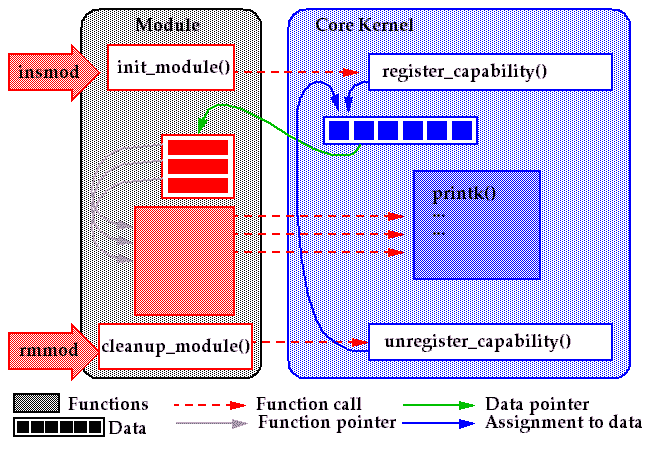 Module
Core Kernel
insmod
init_module()
register_capability()
printk()
...
...
rmmod
cleanup_module()
unregister_capability()
Functions
Function call
Data pointer
Data
Function pointer
Assignment to data